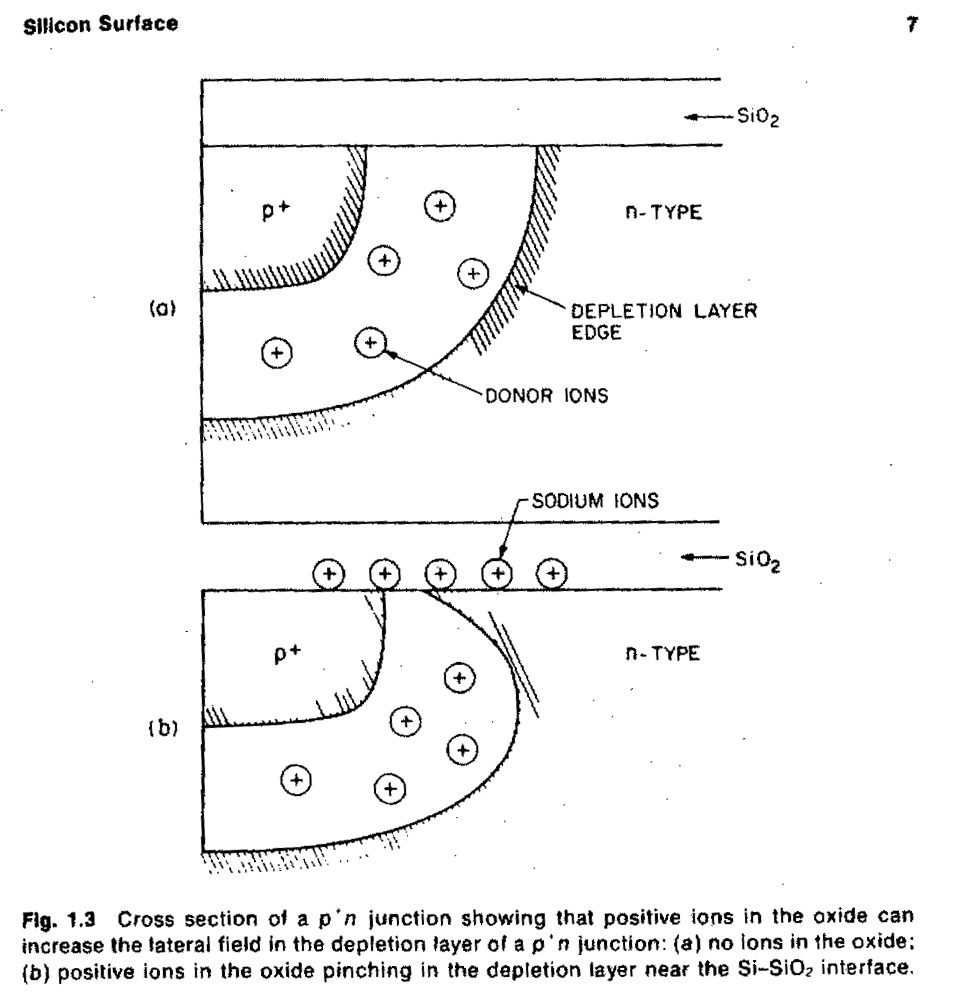 Silicon Surface 7
← SiO2
p+
+
n-TYPE
+
+
(a)
DEPLETION LAYER
EDGE
+
+
DONOR IONS
SODIUM IONS
← SiO2
+ + + + +
p+
n-TYPE
+
+
(b)
+
+
+
Fig. 1.3 Cross section of a p+n junction showing that positive ions in the oxide can
increase the lateral field in the depletion layer of a p+n junction: (a) no ions in the oxide;
(b) positive ions in the oxide pinching in the depletion layer near the Si–SiO2 interface.